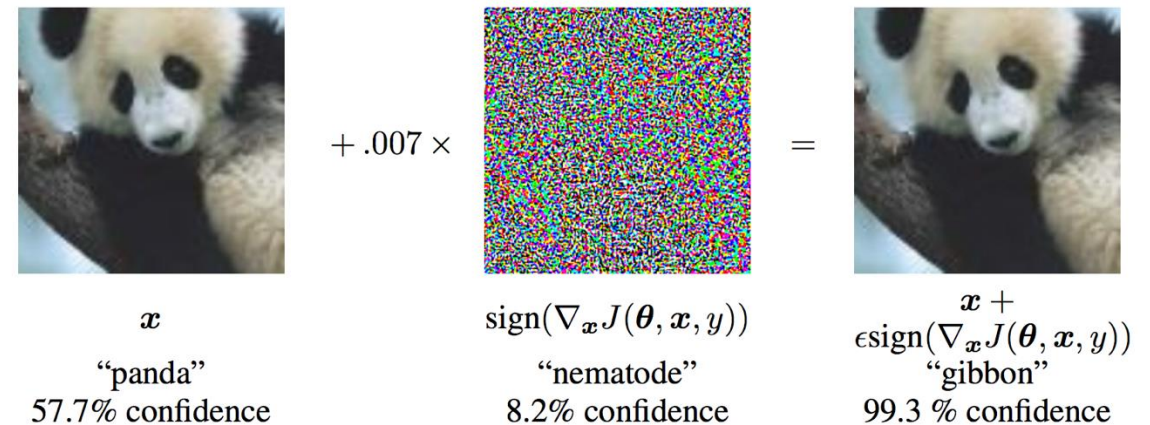 + .007 ×
=
x
“panda”
57.7% confidence
sign(∇ₓJ(θ, x, y))
“nematode”
8.2% confidence
x +
ϵsign(∇ₓJ(θ, x, y))
“gibbon”
99.3 % confidence